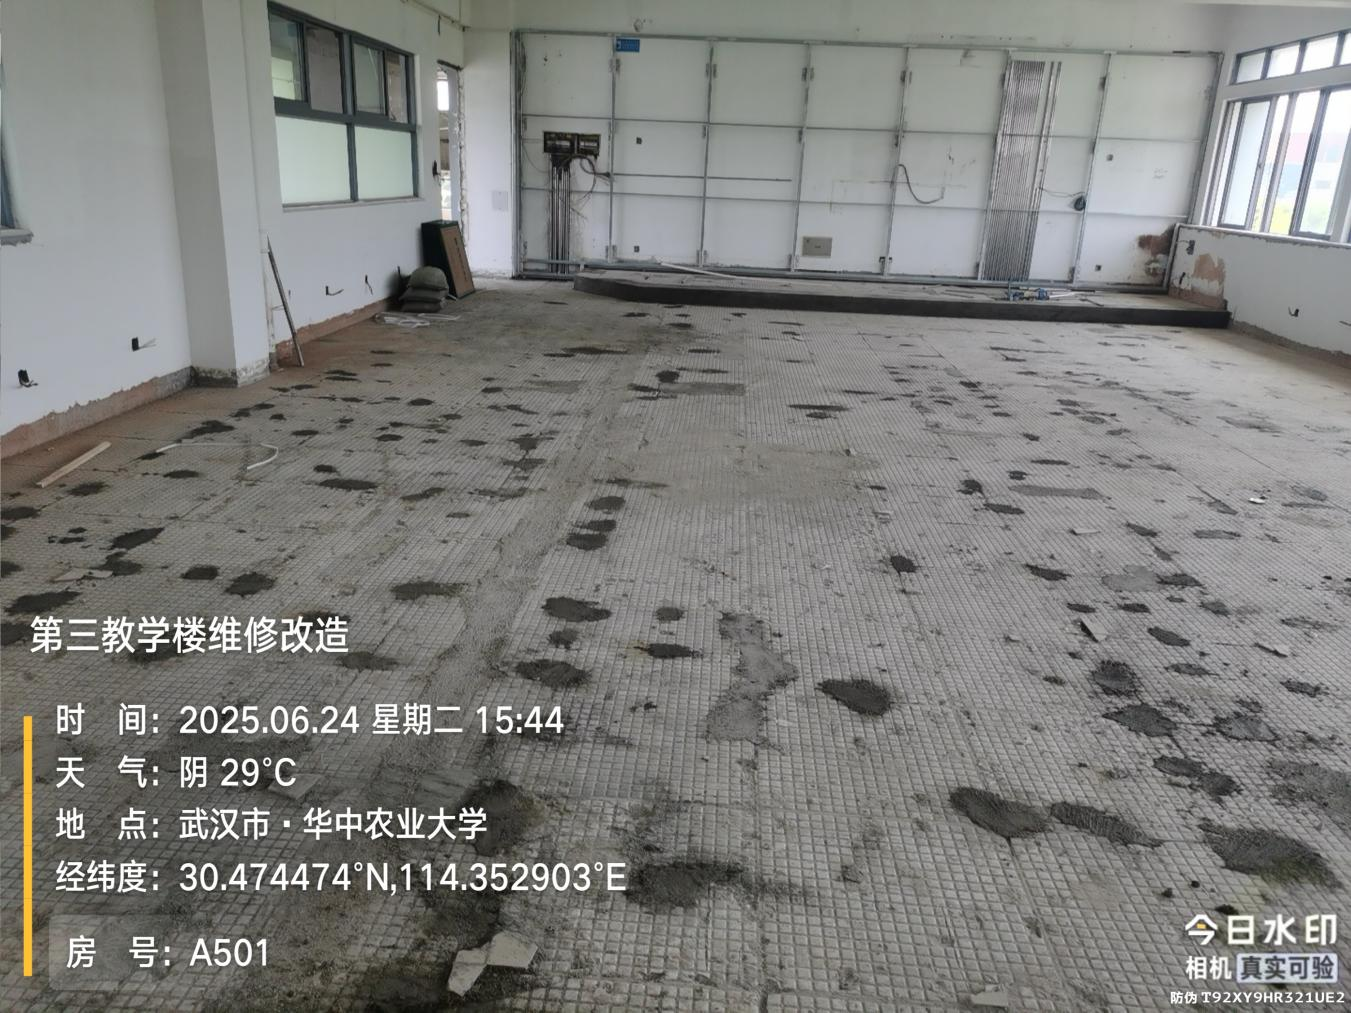 第三教学楼维修改造
时 间：2025.06.24 星期二 15:44
天 气：阴 29℃
地 点：武汉市·华中农业大学
经纬度：30.474474°N,114.352903°E
房 号：A501
今日水印
相机 真实可验
防伪 T92XY9HR321UE2